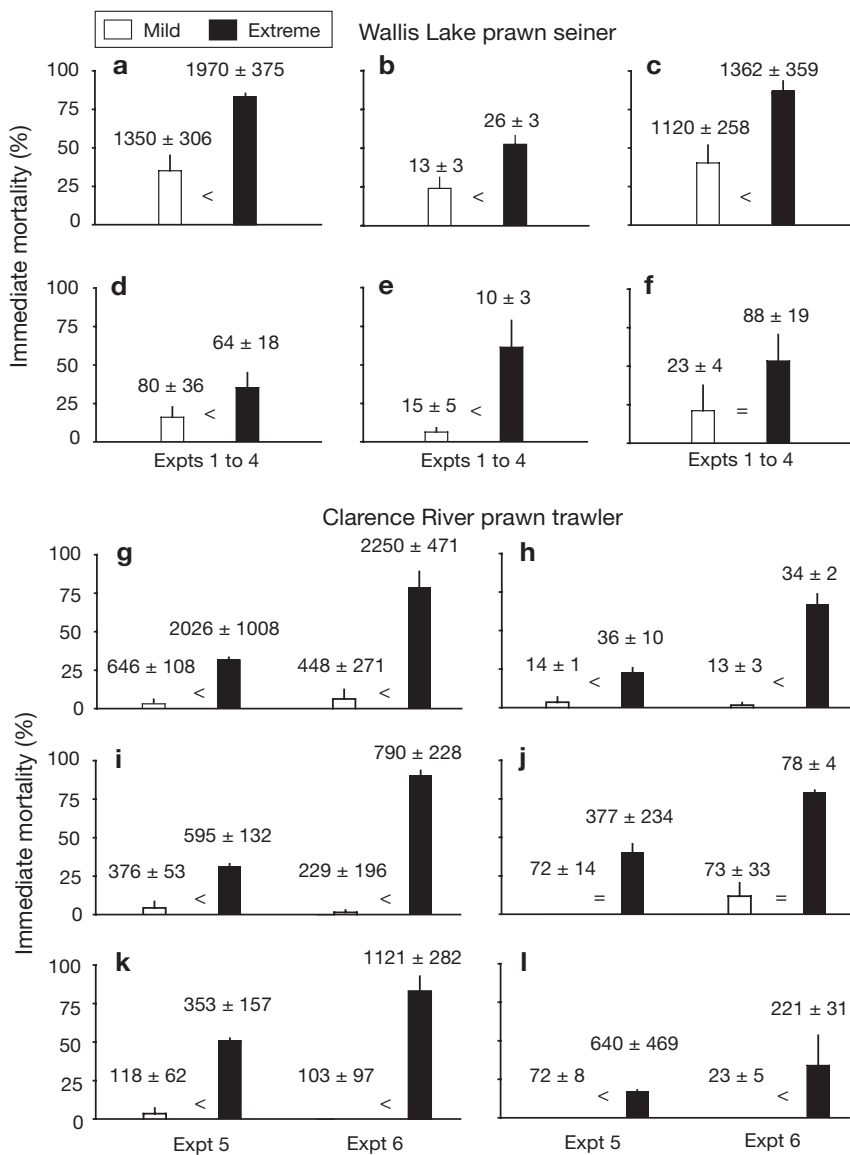 Mild Extreme Wallis Lake prawn seiner
a b c
1970 ± 375 1362 ± 359
1350 ± 306 26 ± 3 1120 ± 258
13 ± 3
100
75
50
25
0
< < <
Immediate mortality (%)
d e f
10 ± 3 88 ± 19
64 ± 18 23 ± 4
80 ± 36 15 ± 5
100
75
50
25
0
< < =
Expts 1 to 4 Expts 1 to 4 Expts 1 to 4
Clarence River prawn trawler
g h
2250 ± 471 34 ± 2
2026 ± 1008 36 ± 10
646 ± 108 448 ± 271 14 ± 1 13 ± 3
100
75
50
25
0
< < < <
Immediate mortality (%)
i j
790 ± 228 78 ± 4
595 ± 132 377 ± 234
376 ± 53 229 ± 196 72 ± 14 73 ± 33
100
75
50
25
0
< < = =
k l
1121 ± 282 221 ± 31
353 ± 157 640 ± 469
118 ± 62 103 ± 97 72 ± 8 23 ± 5
100
75
50
25
0
< < < <
Expt 5 Expt 6 Expt 5 Expt 6